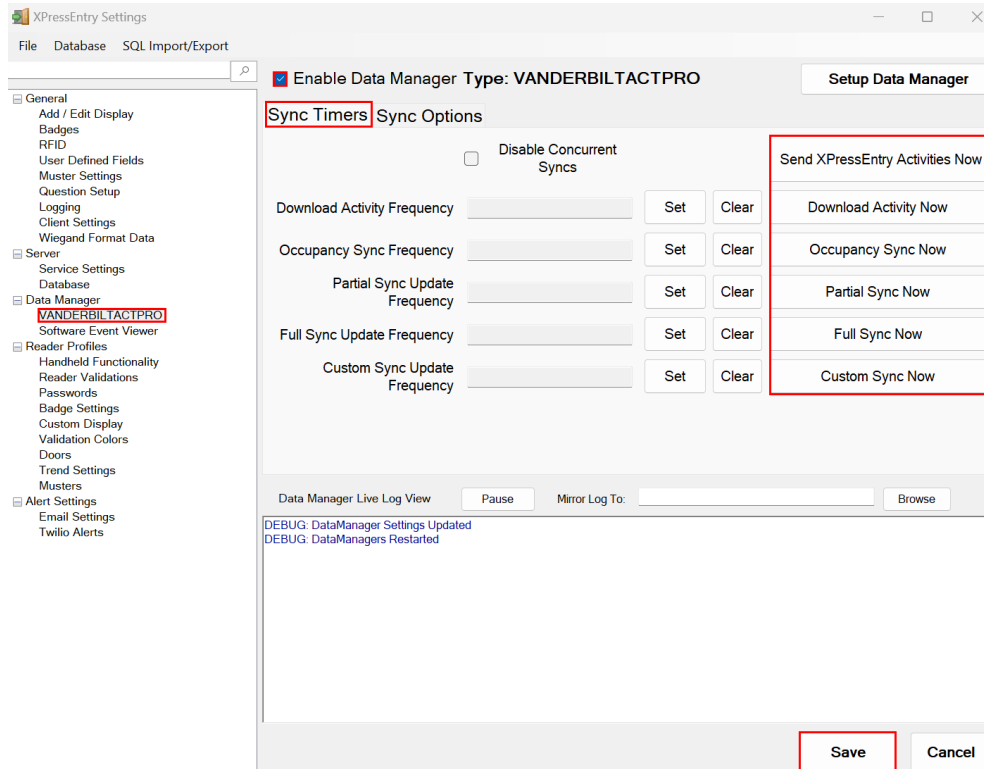 XPressEntry Settings
File Database SQL Import/Export
Enable Data Manager Type: VANDERBILTACTPRO
Setup Data Manager
General
Add / Edit Display
Badges
RFID
User Defined Fields
Muster Settings
Question Setup
Logging
Client Settings
Wiegand Format Data
Server
Service Settings
Database
Data Manager
VANDERBILTACTPRO
Software Event Viewer
Reader Profiles
Handheld Functionality
Reader Validations
Passwords
Badge Settings
Custom Display
Validation Colors
Doors
Trend Settings
Musters
Alert Settings
Email Settings
Twilio Alerts
Sync Timers Sync Options
Disable Concurrent
Syncs
Send XPressEntry Activities Now
Download Activity Frequency Set Clear Download Activity Now
Occupancy Sync Frequency Set Clear Occupancy Sync Now
Partial Sync Update
Frequency Set Clear Partial Sync Now
Full Sync Update Frequency Set Clear Full Sync Now
Custom Sync Update
Frequency Set Clear Custom Sync Now
Data Manager Live Log View Pause Mirror Log To: Browse
DEBUG: DataManager Settings Updated
DEBUG: DataManagers Restarted
Save Cancel